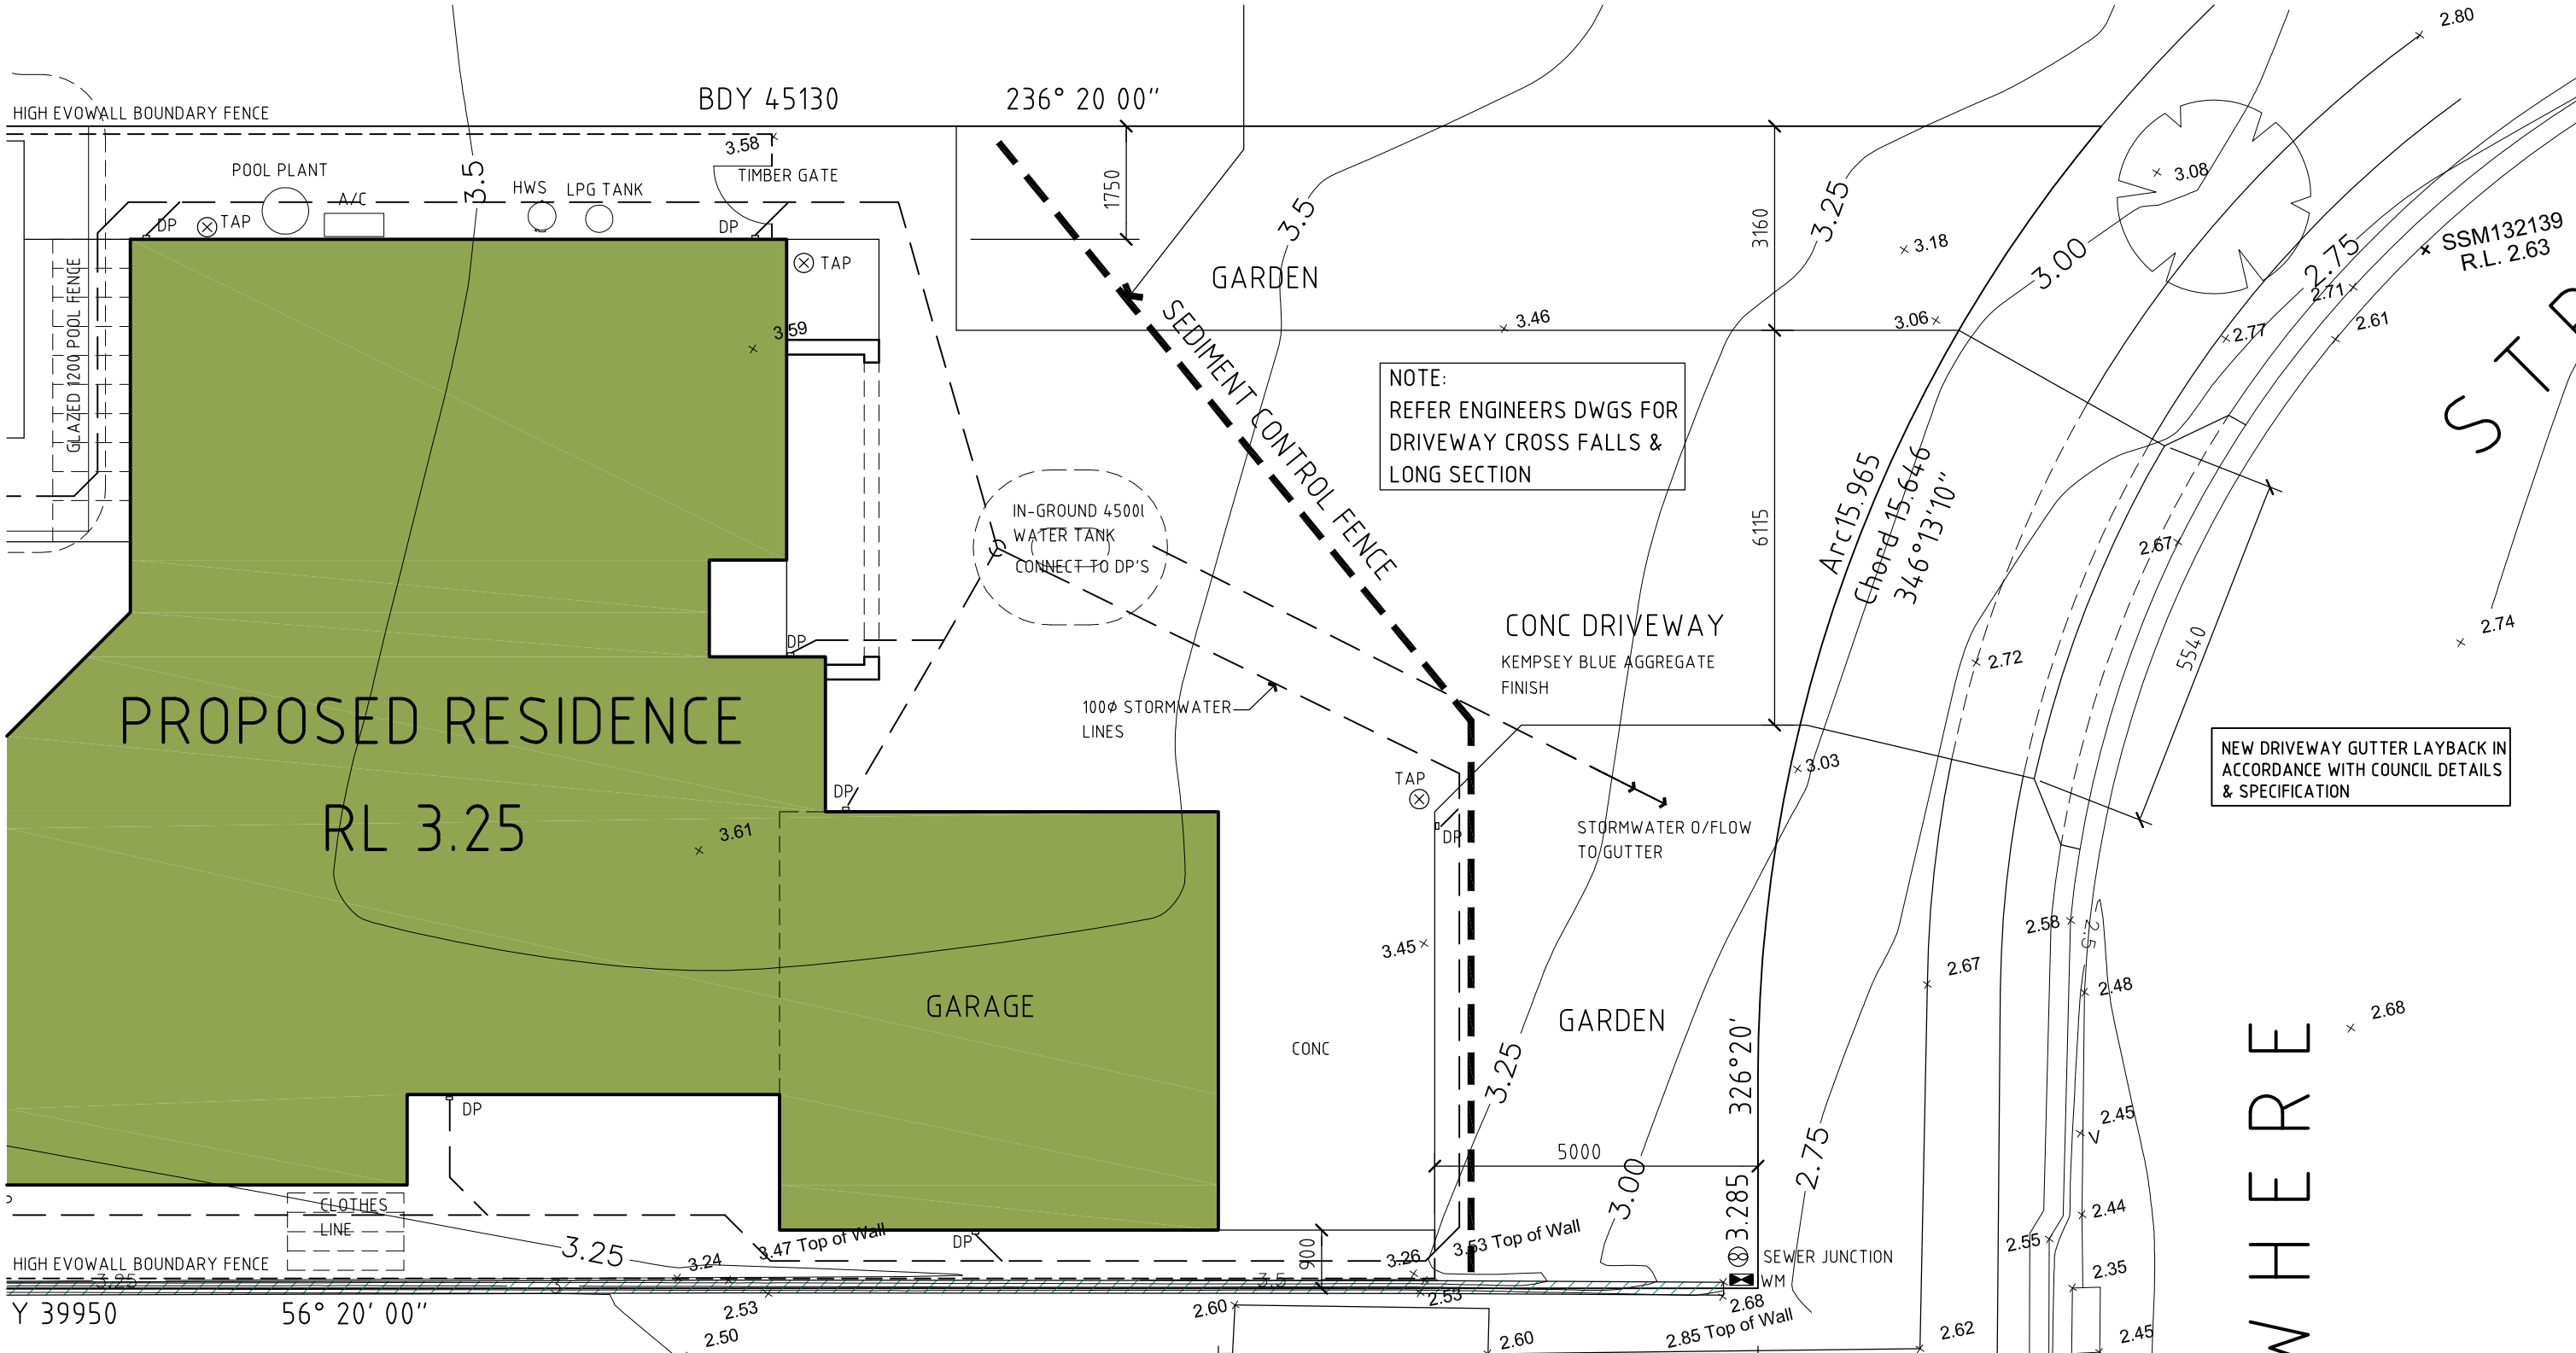 2.80
BDY 45130
236° 20 00"
HIGH EVOWALL BOUNDARY FENCE
3.58
TIMBER GATE
POOL PLANT
A/C
3.5
HWS
LPG TANK
DP
TAP
DP
TAP
1750
3.5
GARDEN
3160
3.25
3.18
3.00
3.08
2.75
2.71
2.77
2.61
SSM132139
R.L. 2.63
STR
GLAZED 1200 POOL FENCE
3.59
SEDIMENT CONTROL FENCE
3.46
3.06
NOTE:
REFER ENGINEERS DWGS FOR
DRIVEWAY CROSS FALLS &
LONG SECTION
Arc15.965
Chord 15.646
346°13'10"
6115
IN-GROUND 4500l
WATER TANK
CONNECT TO DP'S
2.67
5540
2.74
2.72
CONC DRIVEWAY
KEMPSEY BLUE AGGREGATE
FINISH
DP
100ø STORMWATER
LINES
PROPOSED RESIDENCE
RL 3.25
3.61
DP
TAP
DP
3.03
STORMWATER O/FLOW
TO GUTTER
NEW DRIVEWAY GUTTER LAYBACK IN
ACCORDANCE WITH COUNCIL DETAILS
& SPECIFICATION
3.45
2.58
2.5
2.67
2.48
2.68
GARAGE
CONC
GARDEN
3.25
326°20'
2.45
V
DP
5000
3.00
2.75
3.285
2.44
WHERE
CLOTHES
LINE
3.25
3.24
3.47 Top of Wall
DP
900
3.26
3.53 Top of Wall
SEWER JUNCTION
WM
2.55
2.35
HIGH EVOWALL BOUNDARY FENCE
3.25
3
3.5
Y 39950
56° 20' 00"
2.53
2.50
2.60
2.53
2.60
2.68
2.85 Top of Wall
2.62
2.45